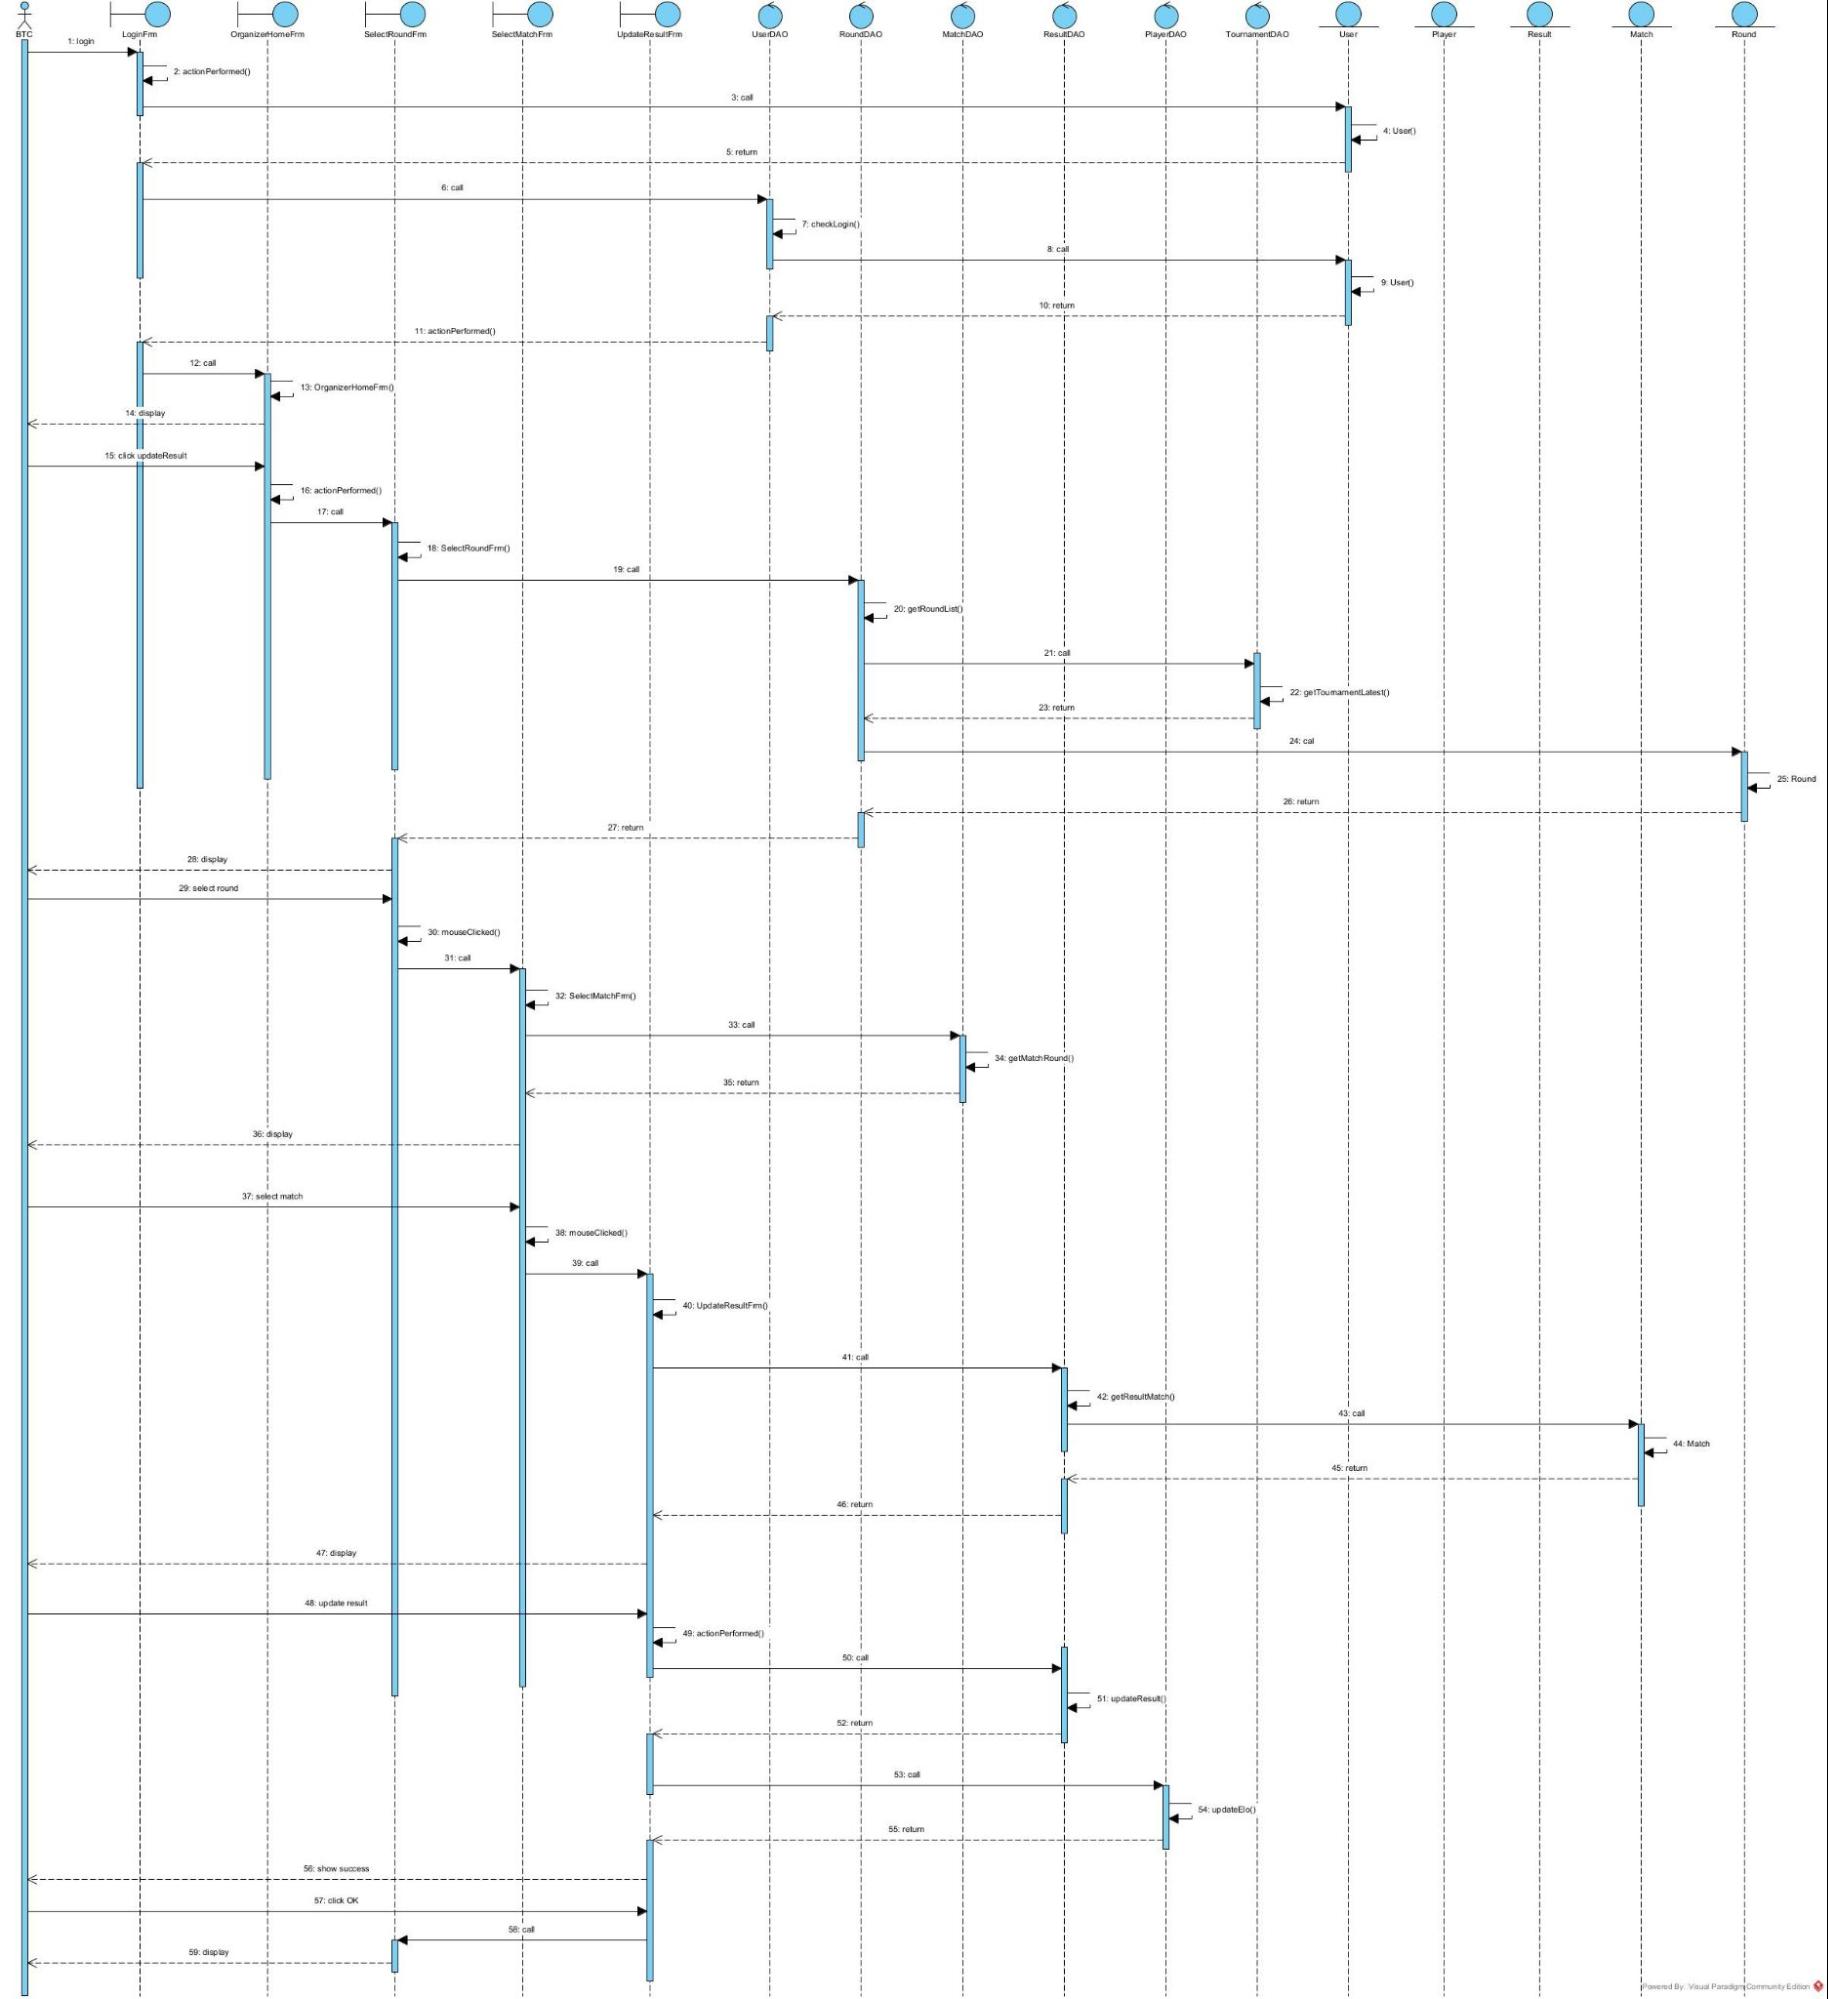 BTC
LoginFrm
OrganizerHomeFrm
SelectRoundFrm
SelectMatchFrm
UpdateResultFrm
UserDAO
RoundDAO
MatchDAO
ResultDAO
PlayerDAO
TournamentDAO
User
Player
Result
Match
Round
1: login
2: actionPerformed()
3: call
4: User()
5: return
6: call
7: checkLogin()
8: call
9: User()
10: return
11: actionPerformed()
12: call
13: OrganizerHomeFrm()
14: display
15: click updateResult
16: actionPerformed()
17: call
18: SelectRoundFrm()
19: call
20: getRoundList()
21: call
22: getTournamentLatest()
23: return
24: cal
25: Round
26: return
27: return
28: display
29: select round
30: mouseClicked()
31: call
32: SelectMatchFrm()
33: call
34: getMatchRound()
35: return
36: display
37: select match
38: mouseClicked()
39: call
40: UpdateResultFrm()
41: call
42: getResultMatch()
43: call
44: Match
45: return
46: return
47: display
48: update result
49: actionPerformed()
50: call
51: updateResult()
52: return
53: call
54: updateElo()
55: return
56: show success
57: click OK
58: call
59: display
Powered By: Visual Paradigm Community Edition